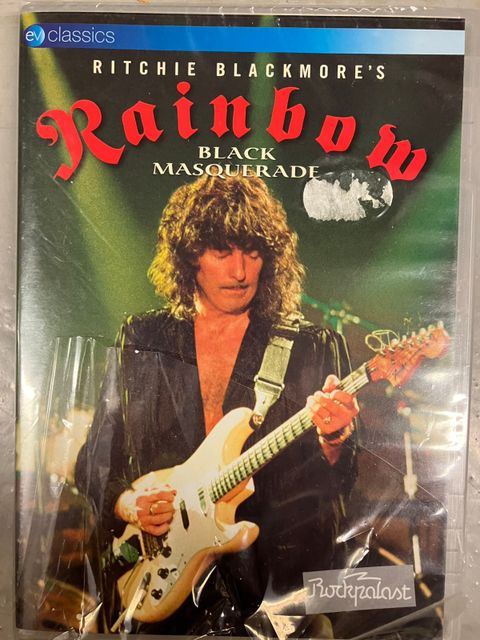 ev classics
RITCHIE BLACKMORE'S
Rainbow
BLACK
MASQUERADE
Rockpalast